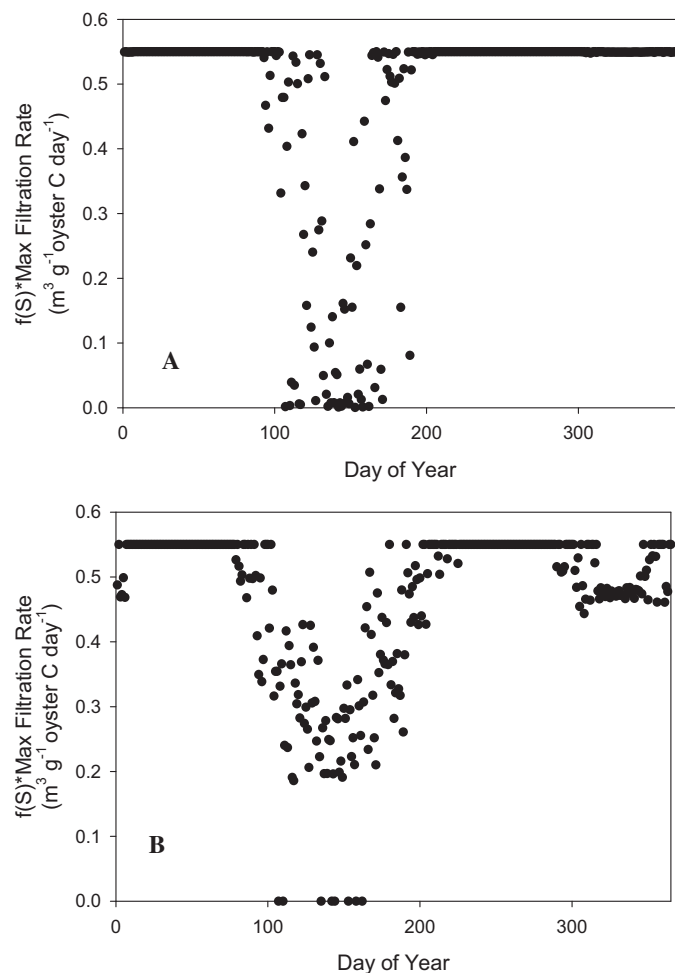 0.6
0.5
0.4
0.3
0.2
0.1
0.0
f(S)*Max Filtration Rate
(m³ g⁻¹oyster C day⁻¹)
A
0 100 200 300
Day of Year
0.6
0.5
0.4
0.3
0.2
0.1
0.0
f(S)*Max Filtration Rate
(m³ g⁻¹ oyster C day⁻¹)
B
0 100 200 300
Day of Year